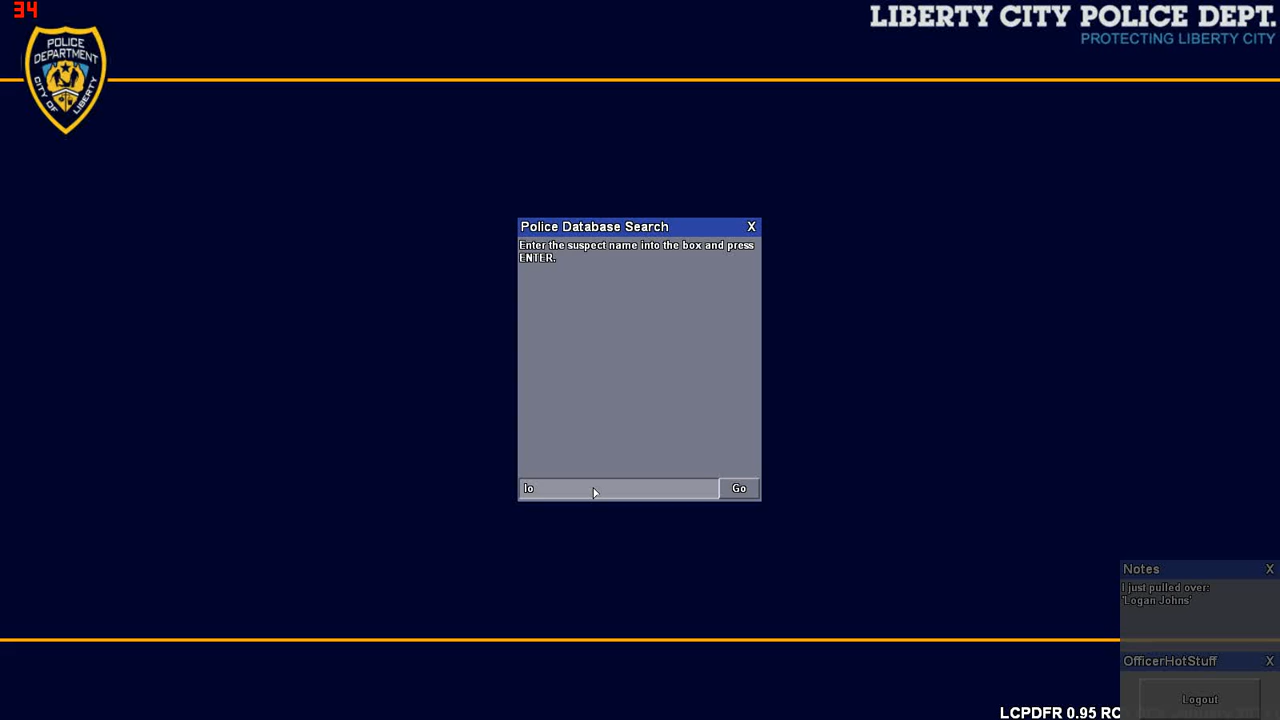 34
LIBERTY CITY POLICE DEPT.
PROTECTING LIBERTY CITY
POLICE
DEPARTMENT
CITY OF LIBERTY
Police Database Search X
Enter the suspect name into the box and press
ENTER.
lo Go
Notes X
I just pulled over:
'Logan Johns'
OfficerHotStuff X
Logout
LCPDFR 0.95 RC